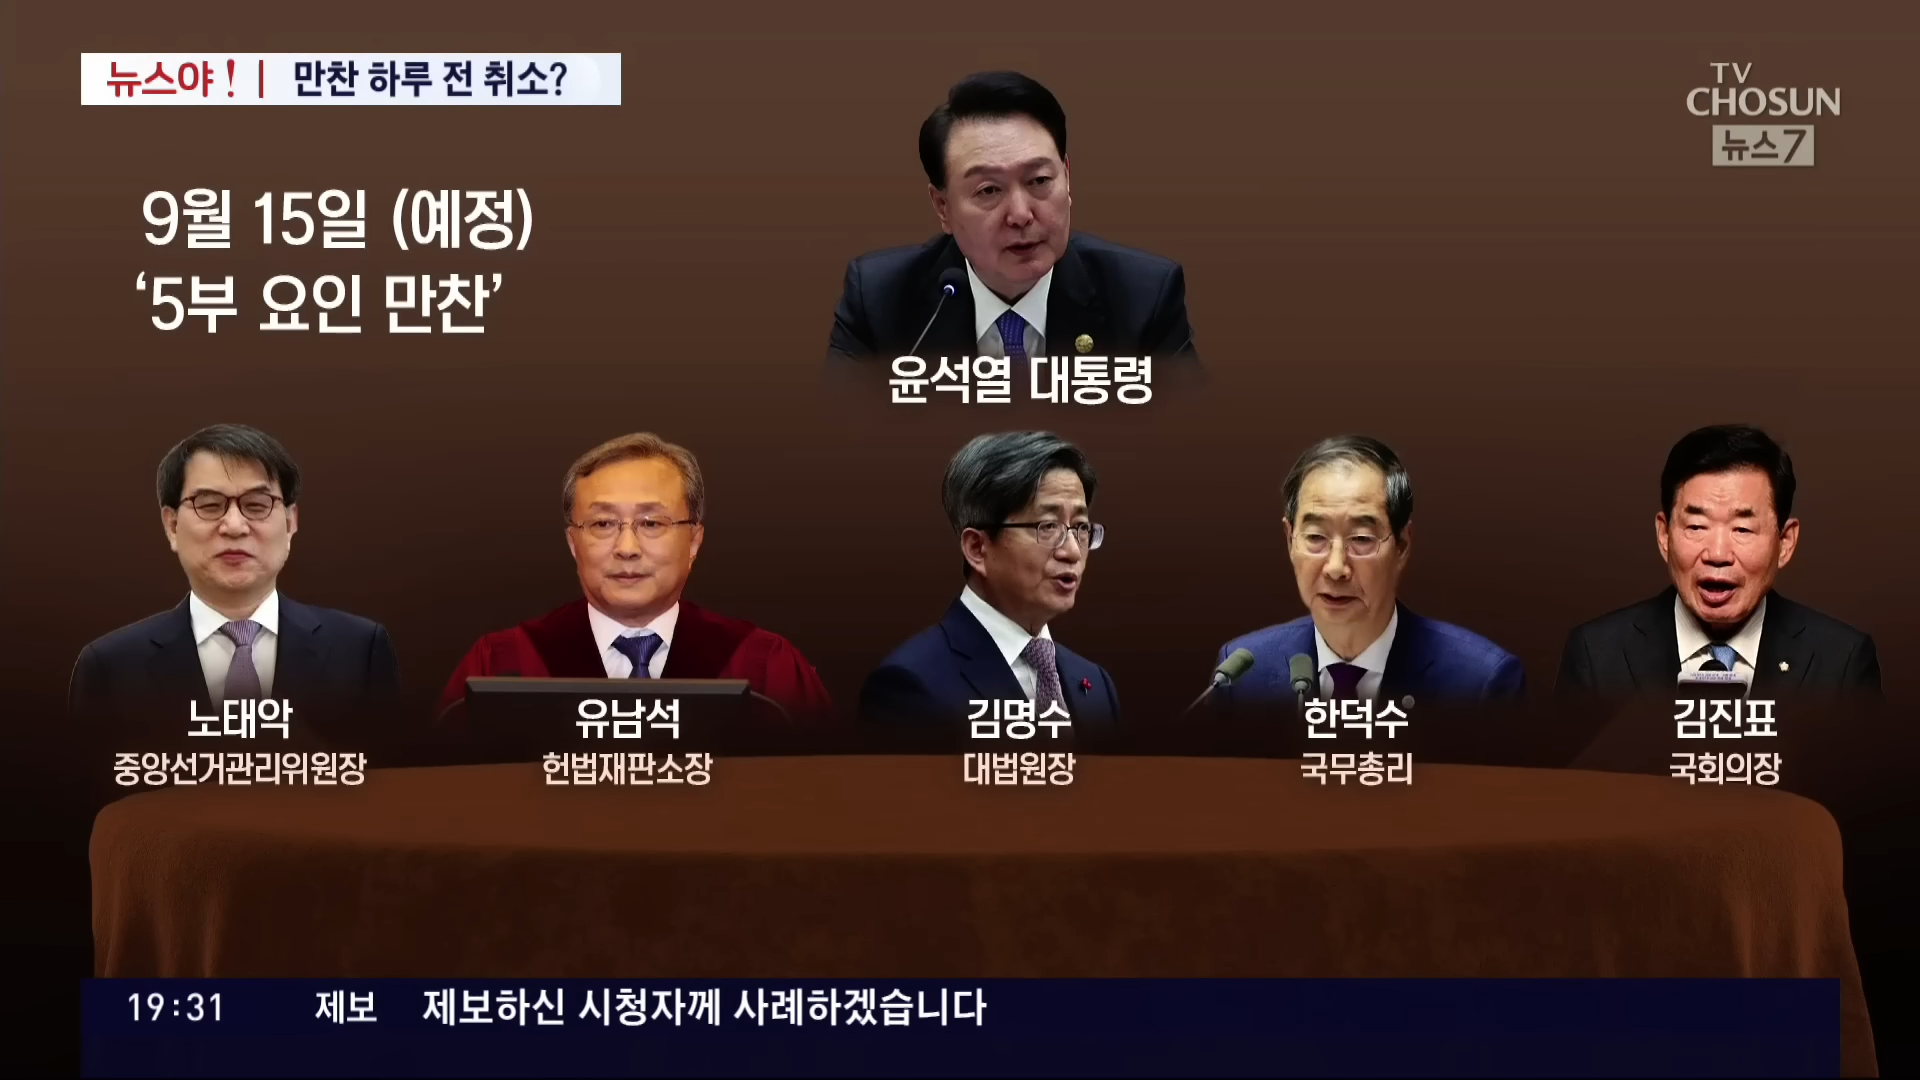 뉴스야! | 만찬 하루 전 취소?
TV
CHOSUN
뉴스7
9월 15일 (예정)
‘5부 요인 만찬’
윤석열 대통령
노태악
중앙선거관리위원장
유남석
헌법재판소장
김명수
대법원장
한덕수
국무총리
김진표
국회의장
19:31 제보 제보하신 시청자께 사례하겠습니다